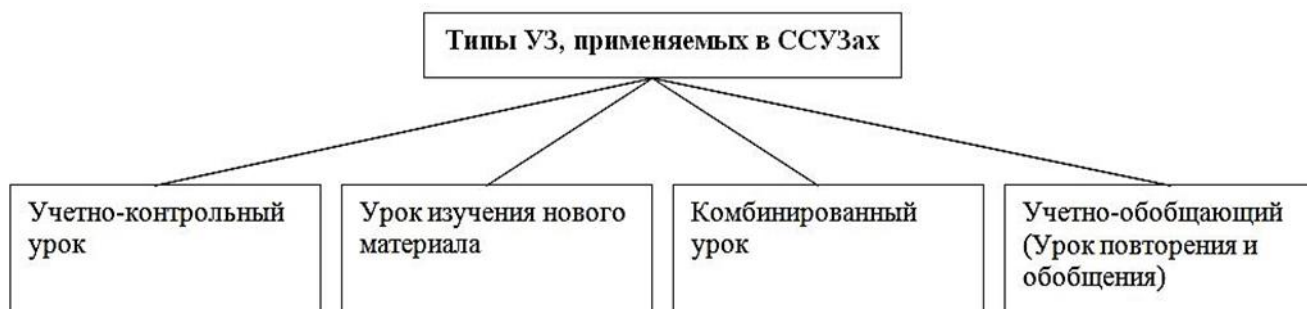 Типы УЗ, применяемых в ССУЗах
Учетно-контрольный
урок
Урок изучения нового
материала
Комбинированный
урок
Учетно-обобщающий
(Урок повторения и
обобщения)